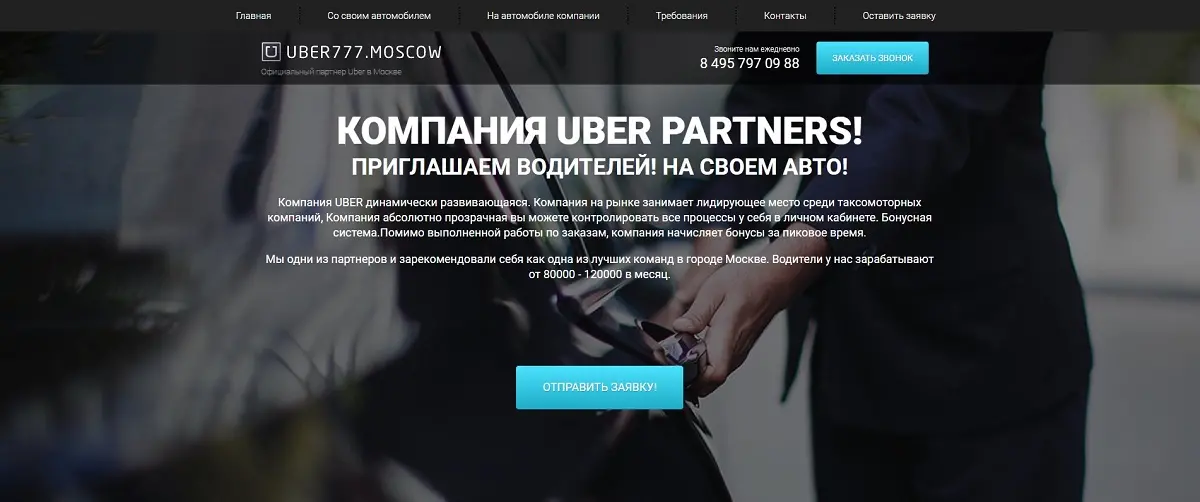 Главная
Со своим автомобилем
На автомобиле компании
Требования
Контакты
Оставить заявку
UBER777.MOSCOW
Официальный партнер Uber в Москве
Звоните нам ежедневно
8 495 797 09 88
ЗАКАЗАТЬ ЗВОНОК
КОМПАНИЯ UBER PARTNERS!
ПРИГЛАШАЕМ ВОДИТЕЛЕЙ! НА СВОЕМ АВТО!
Компания UBER динамически развивающаяся. Компания на рынке занимает лидирующее место среди таксомоторных
компаний, Компания абсолютно прозрачная вы можете контролировать все процессы у себя в личном кабинете. Бонусная
система.Помимо выполненной работы по заказам, компания начисляет бонусы за пиковое время.
Мы одни из партнеров и зарекомендовали себя как одна из лучших команд в городе Москве. Водители у нас зарабатывают
от 80000 - 120000 в месяц.
ОТПРАВИТЬ ЗАЯВКУ!